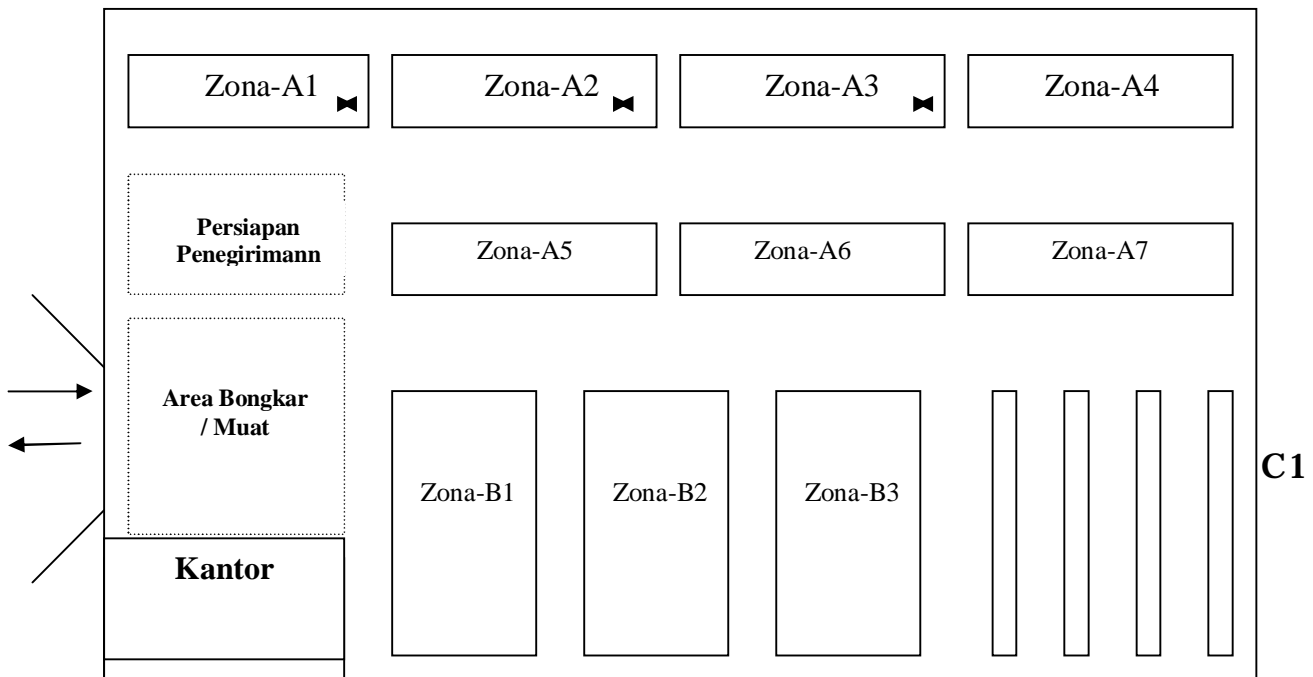 Zona-A1
Zona-A2
Zona-A3
Zona-A4
Persiapan
Penegirimann
Zona-A5
Zona-A6
Zona-A7
Area Bongkar
/ Muat
Zona-B1
Zona-B2
Zona-B3
C1
Kantor